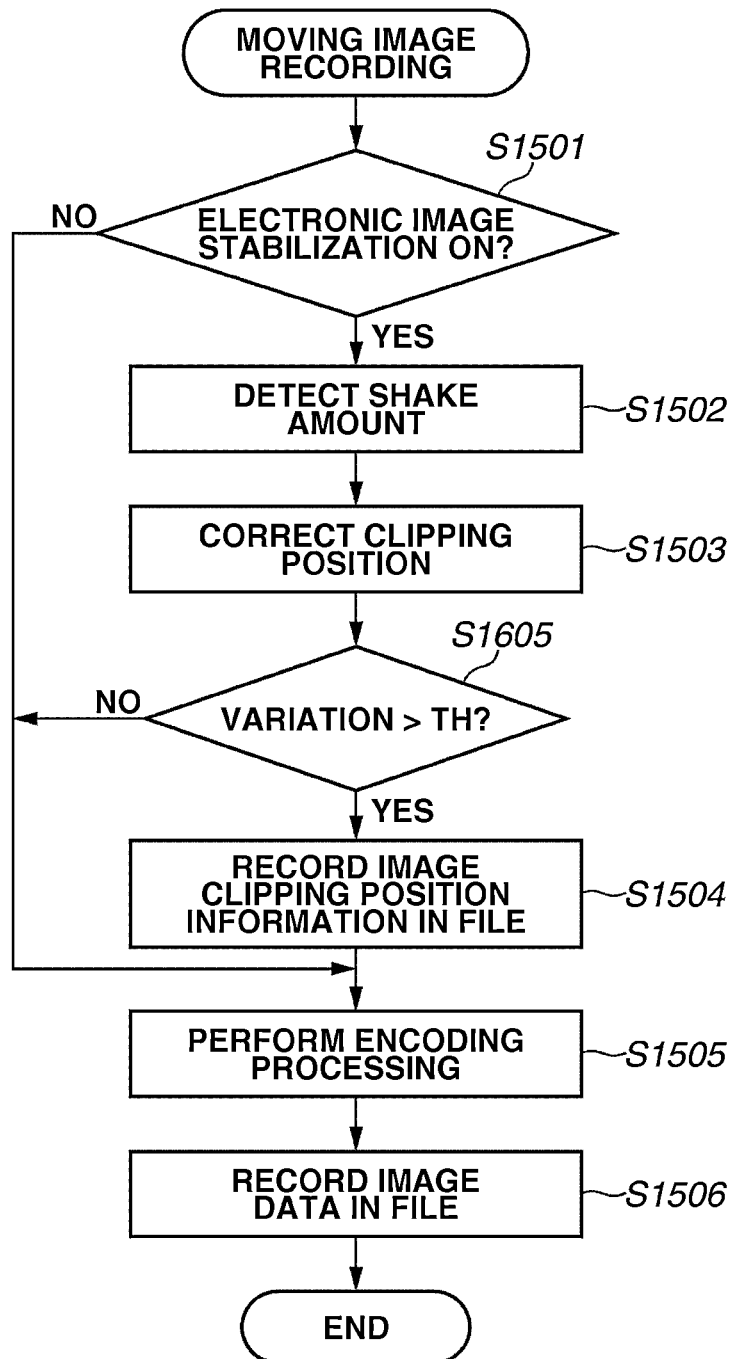 MOVING IMAGE
RECORDING
S1501
NO
ELECTRONIC IMAGE
STABILIZATION ON?
YES
DETECT SHAKE
AMOUNT
S1502
CORRECT CLIPPING
POSITION
S1503
S1605
NO
VARIATION > TH?
YES
RECORD IMAGE
CLIPPING POSITION
INFORMATION IN FILE
S1504
PERFORM ENCODING
PROCESSING
S1505
RECORD IMAGE
DATA IN FILE
S1506
END